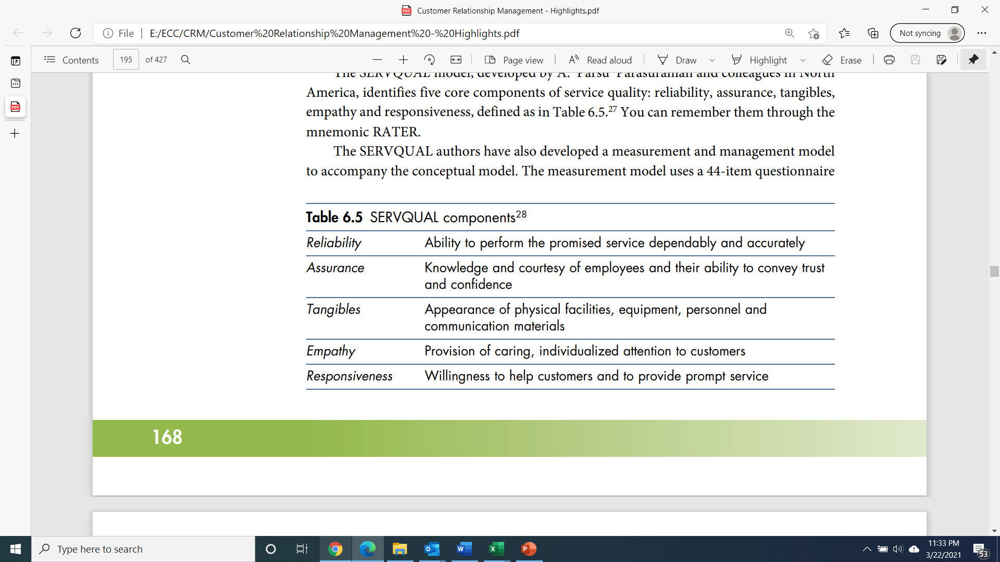 Customer Relationship Management - Highlights.pdf
File
E:/ECC/CRM/Customer%20Relationship%20Management%20-%20Highlights.pdf
Not syncing
Contents
195
of 427
Page view
Read aloud
Draw
Highlight
Erase
The SERVQUAL model, developed by A. 'Parsu' Parasuraman and colleagues in North
America, identifies five core components of service quality: reliability, assurance, tangibles,
empathy and responsiveness, defined as in Table 6.5.27 You can remember them through the
mnemonic RATER.
The SERVQUAL authors have also developed a measurement and management model
to accompany the conceptual model. The measurement model uses a 44-item questionnaire
Table 6.5 SERVQUAL components28
Reliability Ability to perform the promised service dependably and accurately
Assurance Knowledge and courtesy of employees and their ability to convey trust
and confidence
Tangibles Appearance of physical facilities, equipment, personnel and
communication materials
Empathy Provision of caring, individualized attention to customers
Responsiveness Willingness to help customers and to provide prompt service
168
Type here to search
11:33 PM
3/22/2021
53